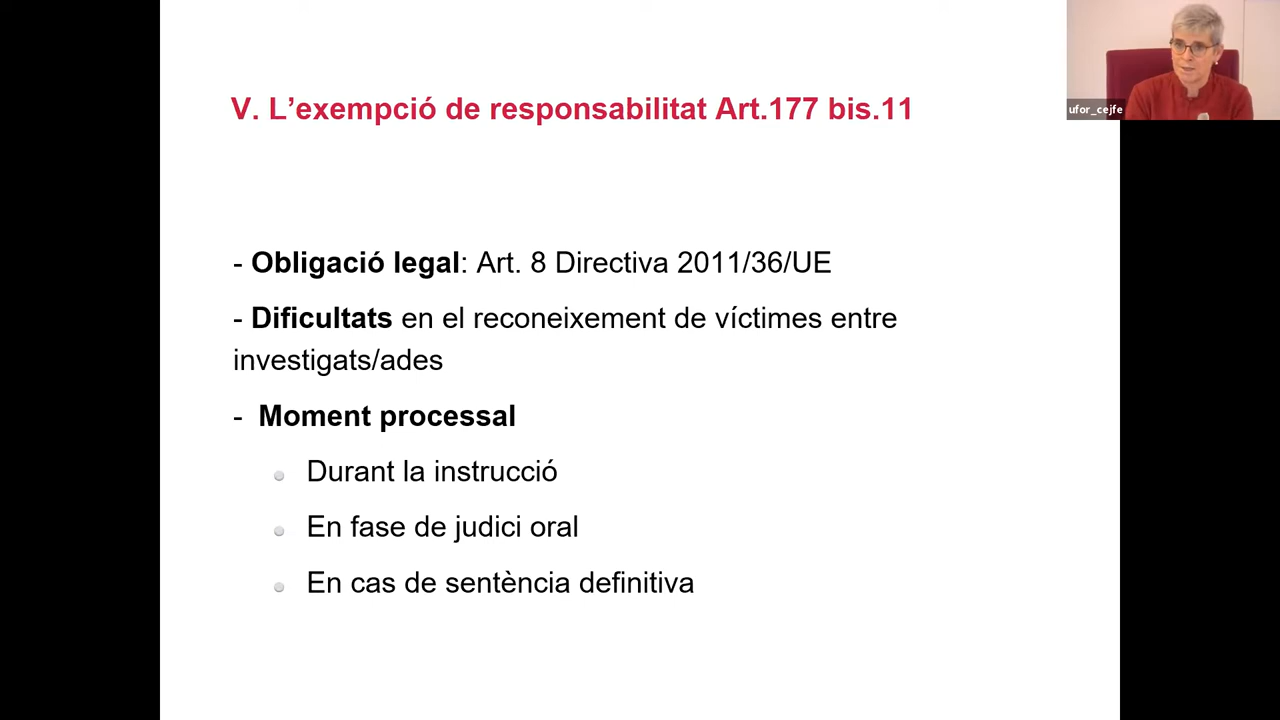 V. L’exempció de responsabilitat Art.177 bis.11
ufor_cejfe
- Obligació legal: Art. 8 Directiva 2011/36/UE
- Dificultats en el reconeixement de víctimes entre
investigats/ades
- Moment processal
Durant la instrucció
En fase de judici oral
En cas de sentència definitiva